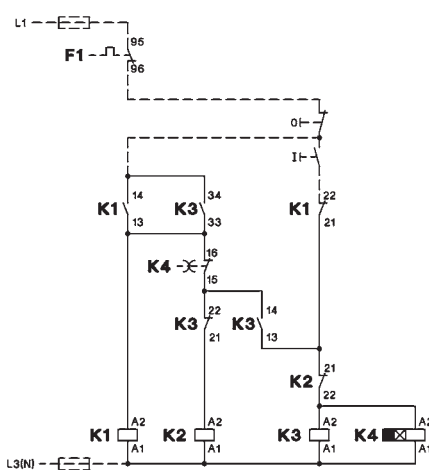 L1
F1 95
96
O
I
K1 14 K3 34 K1 22
13 33 21
K4 16
15
K3 22 K3 14
21 13
K2 21
22
K1 A2 K2 A2 K3 A2 K4 A2
A1 A1 A1 A1
L3(N)